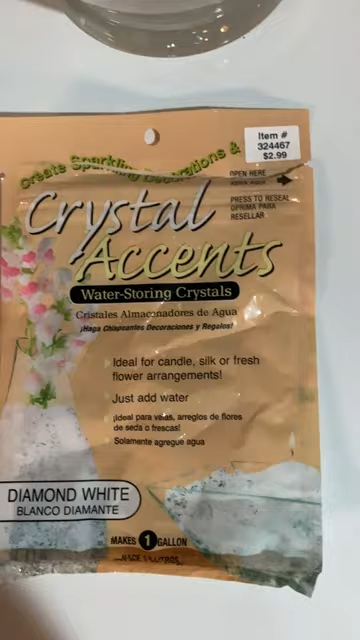 Item #
324467
$2.99
Create Sparkling Decorations &
OPEN HERE
PRESS TO RESEAL
OPRIMA PARA
RESELLAR
Crystal
Accents
Water-Storing Crystals
Cristales Almacenadores de Agua
¡Haga Chispeantes Decoraciones y Regalos!
Ideal for candle, silk or fresh
flower arrangements!
Just add water
¡Ideal para velas, arreglos de flores
de seda o frescas!
Solamente agregue agua
DIAMOND WHITE
BLANCO DIAMANTE
MAKES 1 GALLON